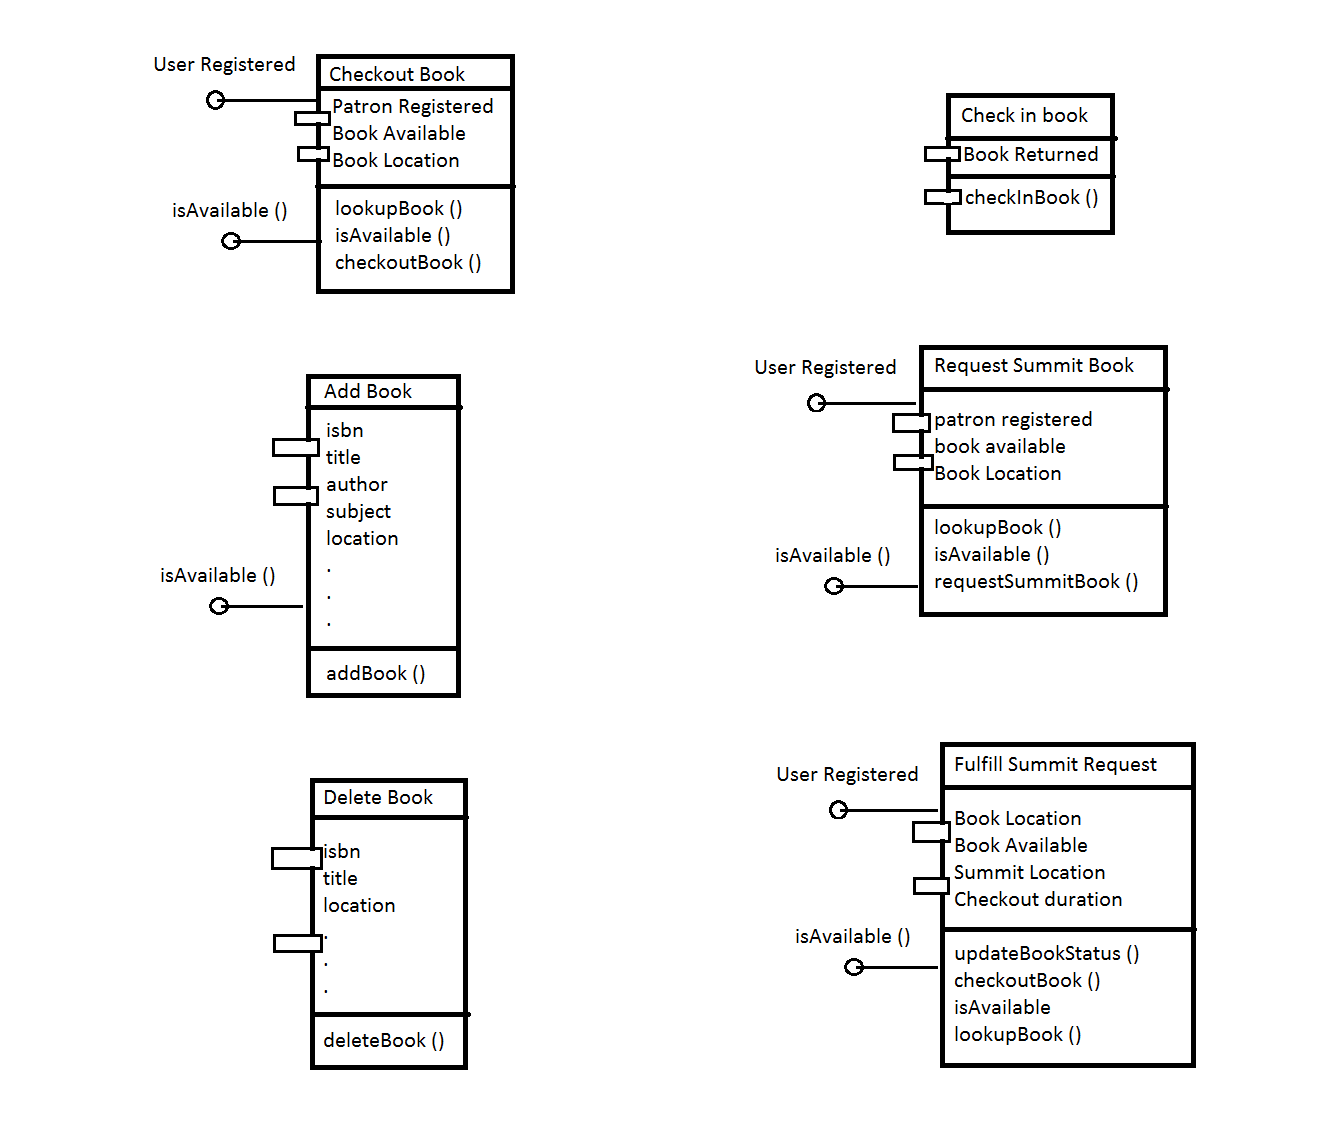 User Registered
Checkout Book
Patron Registered
Book Available
Book Location
isAvailable ()
lookupBook ()
isAvailable ()
checkoutBook ()
Check in book
Book Returned
checkInBook ()
Add Book
isbn
title
author
subject
location
.
.
.
isAvailable ()
addBook ()
User Registered
Request Summit Book
patron registered
book available
Book Location
isAvailable ()
lookupBook ()
isAvailable ()
requestSummitBook ()
Delete Book
isbn
title
location
.
.
.
deleteBook ()
User Registered
Fulfill Summit Request
Book Location
Book Available
Summit Location
Checkout duration
isAvailable ()
updateBookStatus ()
checkoutBook ()
isAvailable
lookupBook ()